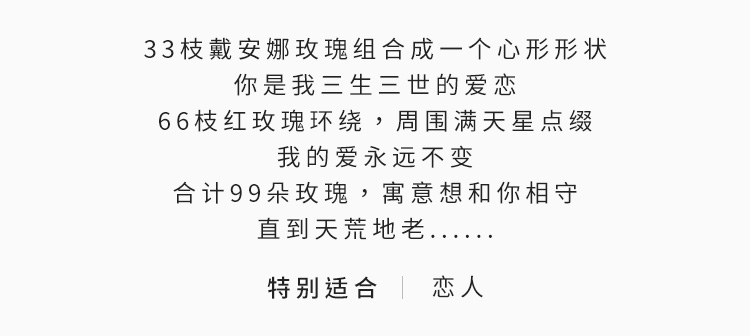 33枝戴安娜玫瑰组合成一个心形形状
你是我三生三世的爱恋
66枝红玫瑰环绕，周围满天星点缀
我的爱永远不变
合计99朵玫瑰，寓意想和你相守
直到天荒地老......
特别适合 | 恋人